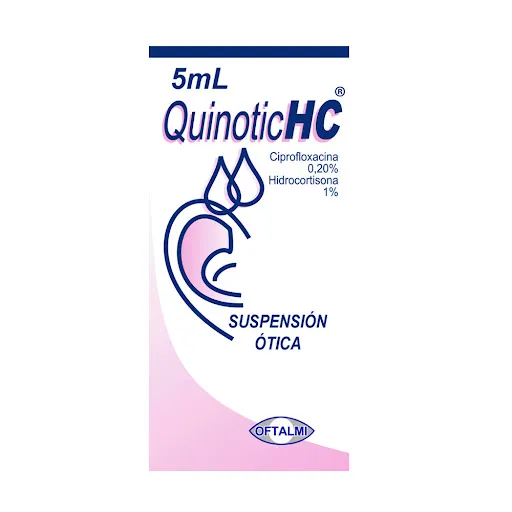 5mL
QuinoticHC®
Ciprofloxacina
0,20%
Hidrocortisona
1%
SUSPENSIÓN
ÓTICA
OFTALMI